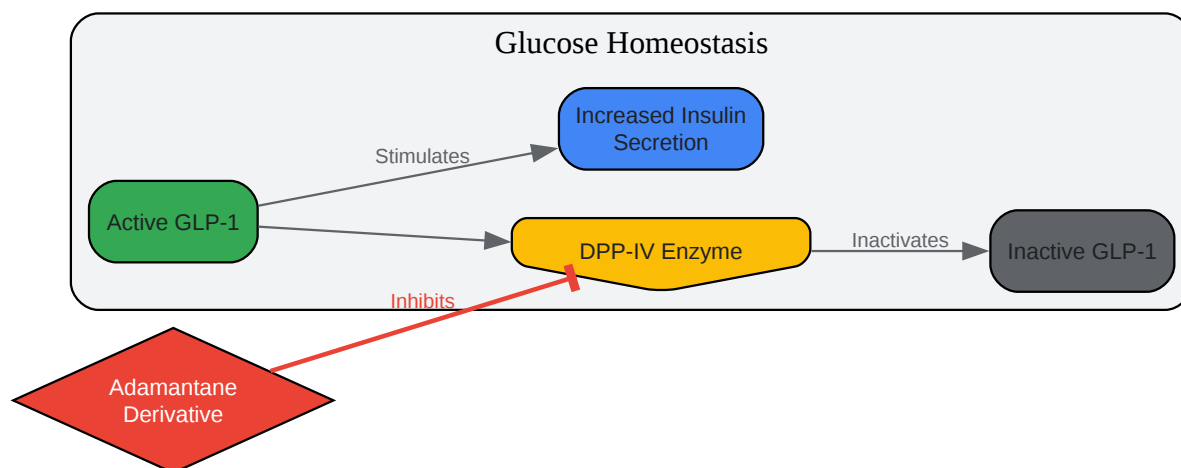 Glucose Homeostasis
Increased Insulin
Secretion
Stimulates
Active GLP-1
DPP-IV Enzyme
Inactivates
Inactive GLP-1
Inhibits
Adamantane
Derivative